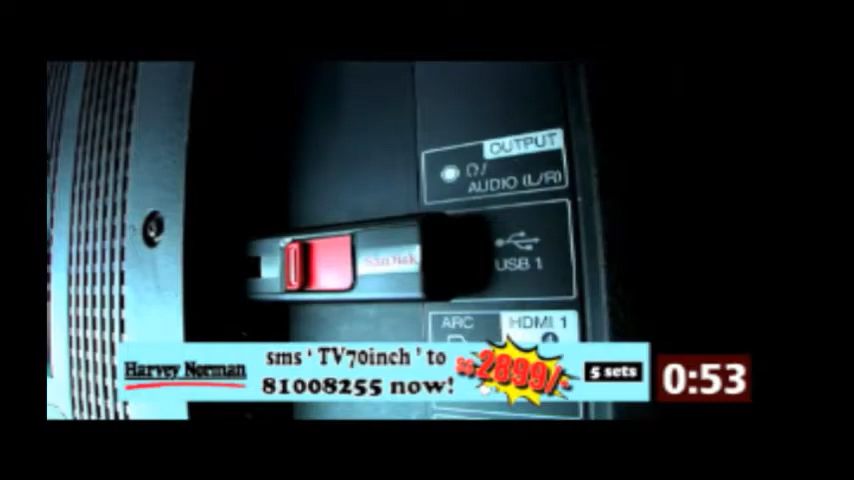 OUTPUT
Ω/
AUDIO (L/R)
SanDisk
USB 1
ARC
HDMI 1
Harvey Norman
sms ' TV70inch ' to
81008255 now!
2899/-
5 sets
0:53